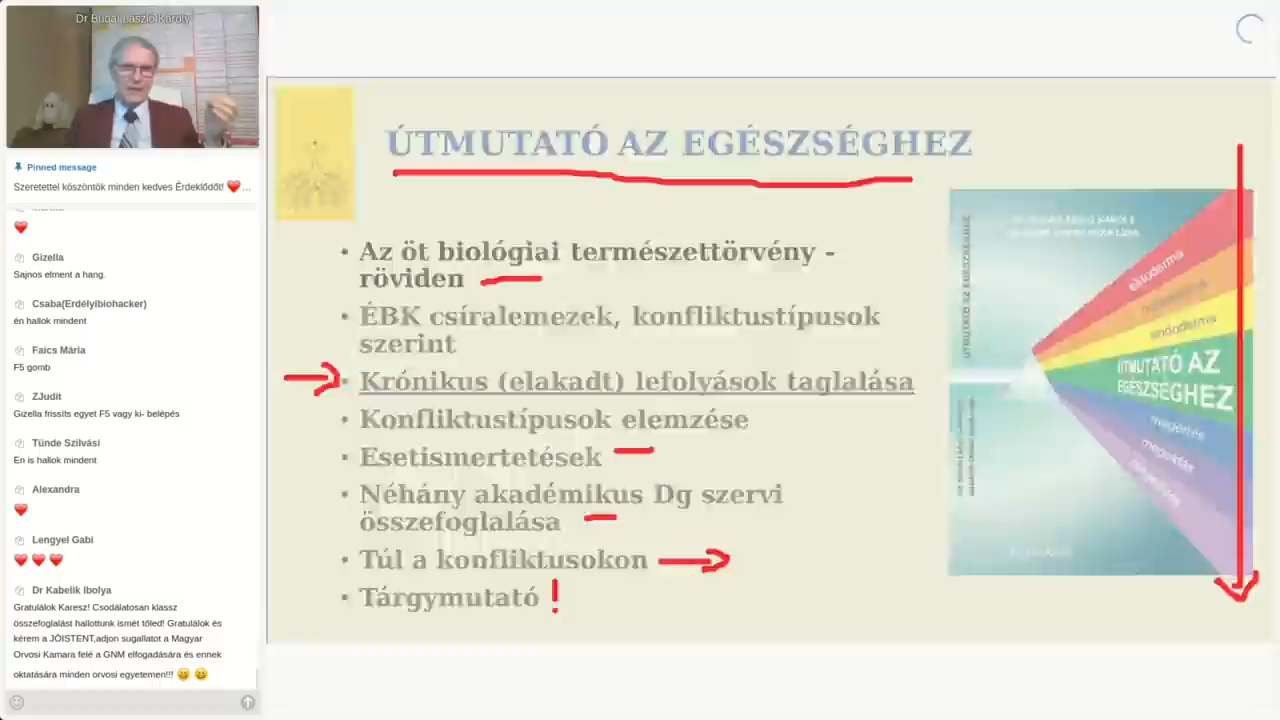 Dr Budai László Károly
Pinned message
Szeretettel köszöntök minden kedves Érdeklődőt! ❤️ ...
❤️
Gizella
Sajnos elment a hang.
Csaba(Erdélyibiohacker)
én hallok mindent
Faics Mária
F5 gomb
ZJudit
Gizella frissíts egyet F5 vagy ki- belépés
Tünde Szilvási
En is hallok mindent
Alexandra
❤️
Lengyel Gabi
❤️ ❤️ ❤️
Dr Kabelik Ibolya
Gratulálok Karesz! Csodálatosan klassz
összefoglalást hallottunk ismét tőled! Gratulálok és
kérem a JÓISTENT,adjon sugallatot a Magyar
Orvosi Kamara felé a GNM elfogadására és ennek
oktatására minden orvosi egyetemen!!! 😄 😄
ÚTMUTATÓ AZ EGÉSZSÉGHEZ
• Az öt biológiai természettörvény -
röviden
• ÉBK csíralemezek, konfliktustípusok
szerint
• Krónikus (elakadt) lefolyások taglalása
• Konfliktustípusok elemzése
• Esetismertetések
• Néhány akadémikus Dg szervi
összefoglalása
• Túl a konfliktusokon
• Tárgymutató !
ÚTMUTATÓ AZ EGÉSZSÉGHEZ
ektoderma
endoderma
ÚTMUTATÓ AZ
EGÉSZSÉGHEZ
megértés